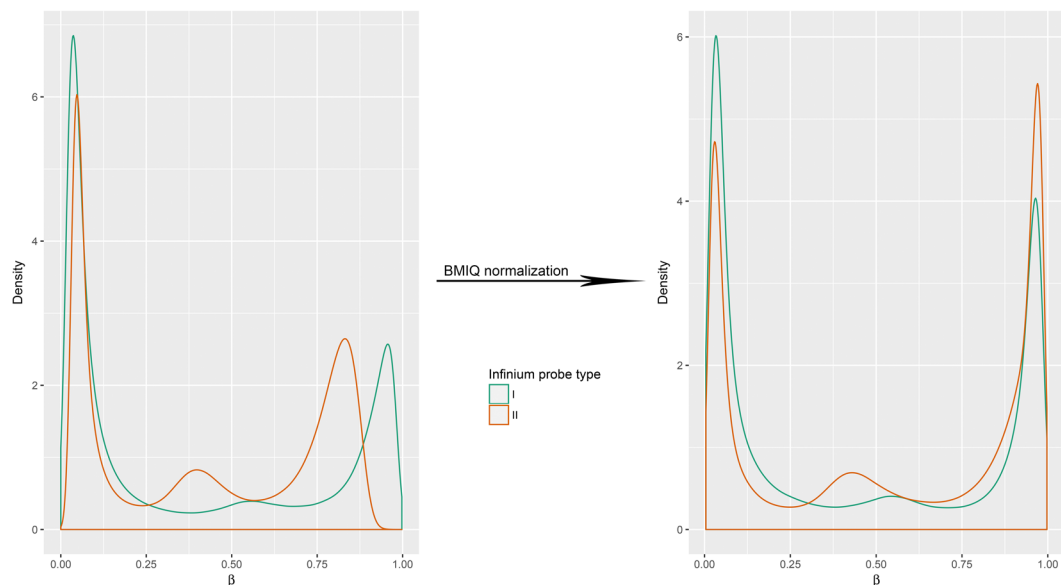 6
4
2
0
Density
0.00 0.25 0.50 0.75 1.00
β
BMIQ normalization
Infinium probe type
I
II
6
4
2
0
Density
0.00 0.25 0.50 0.75 1.00
β